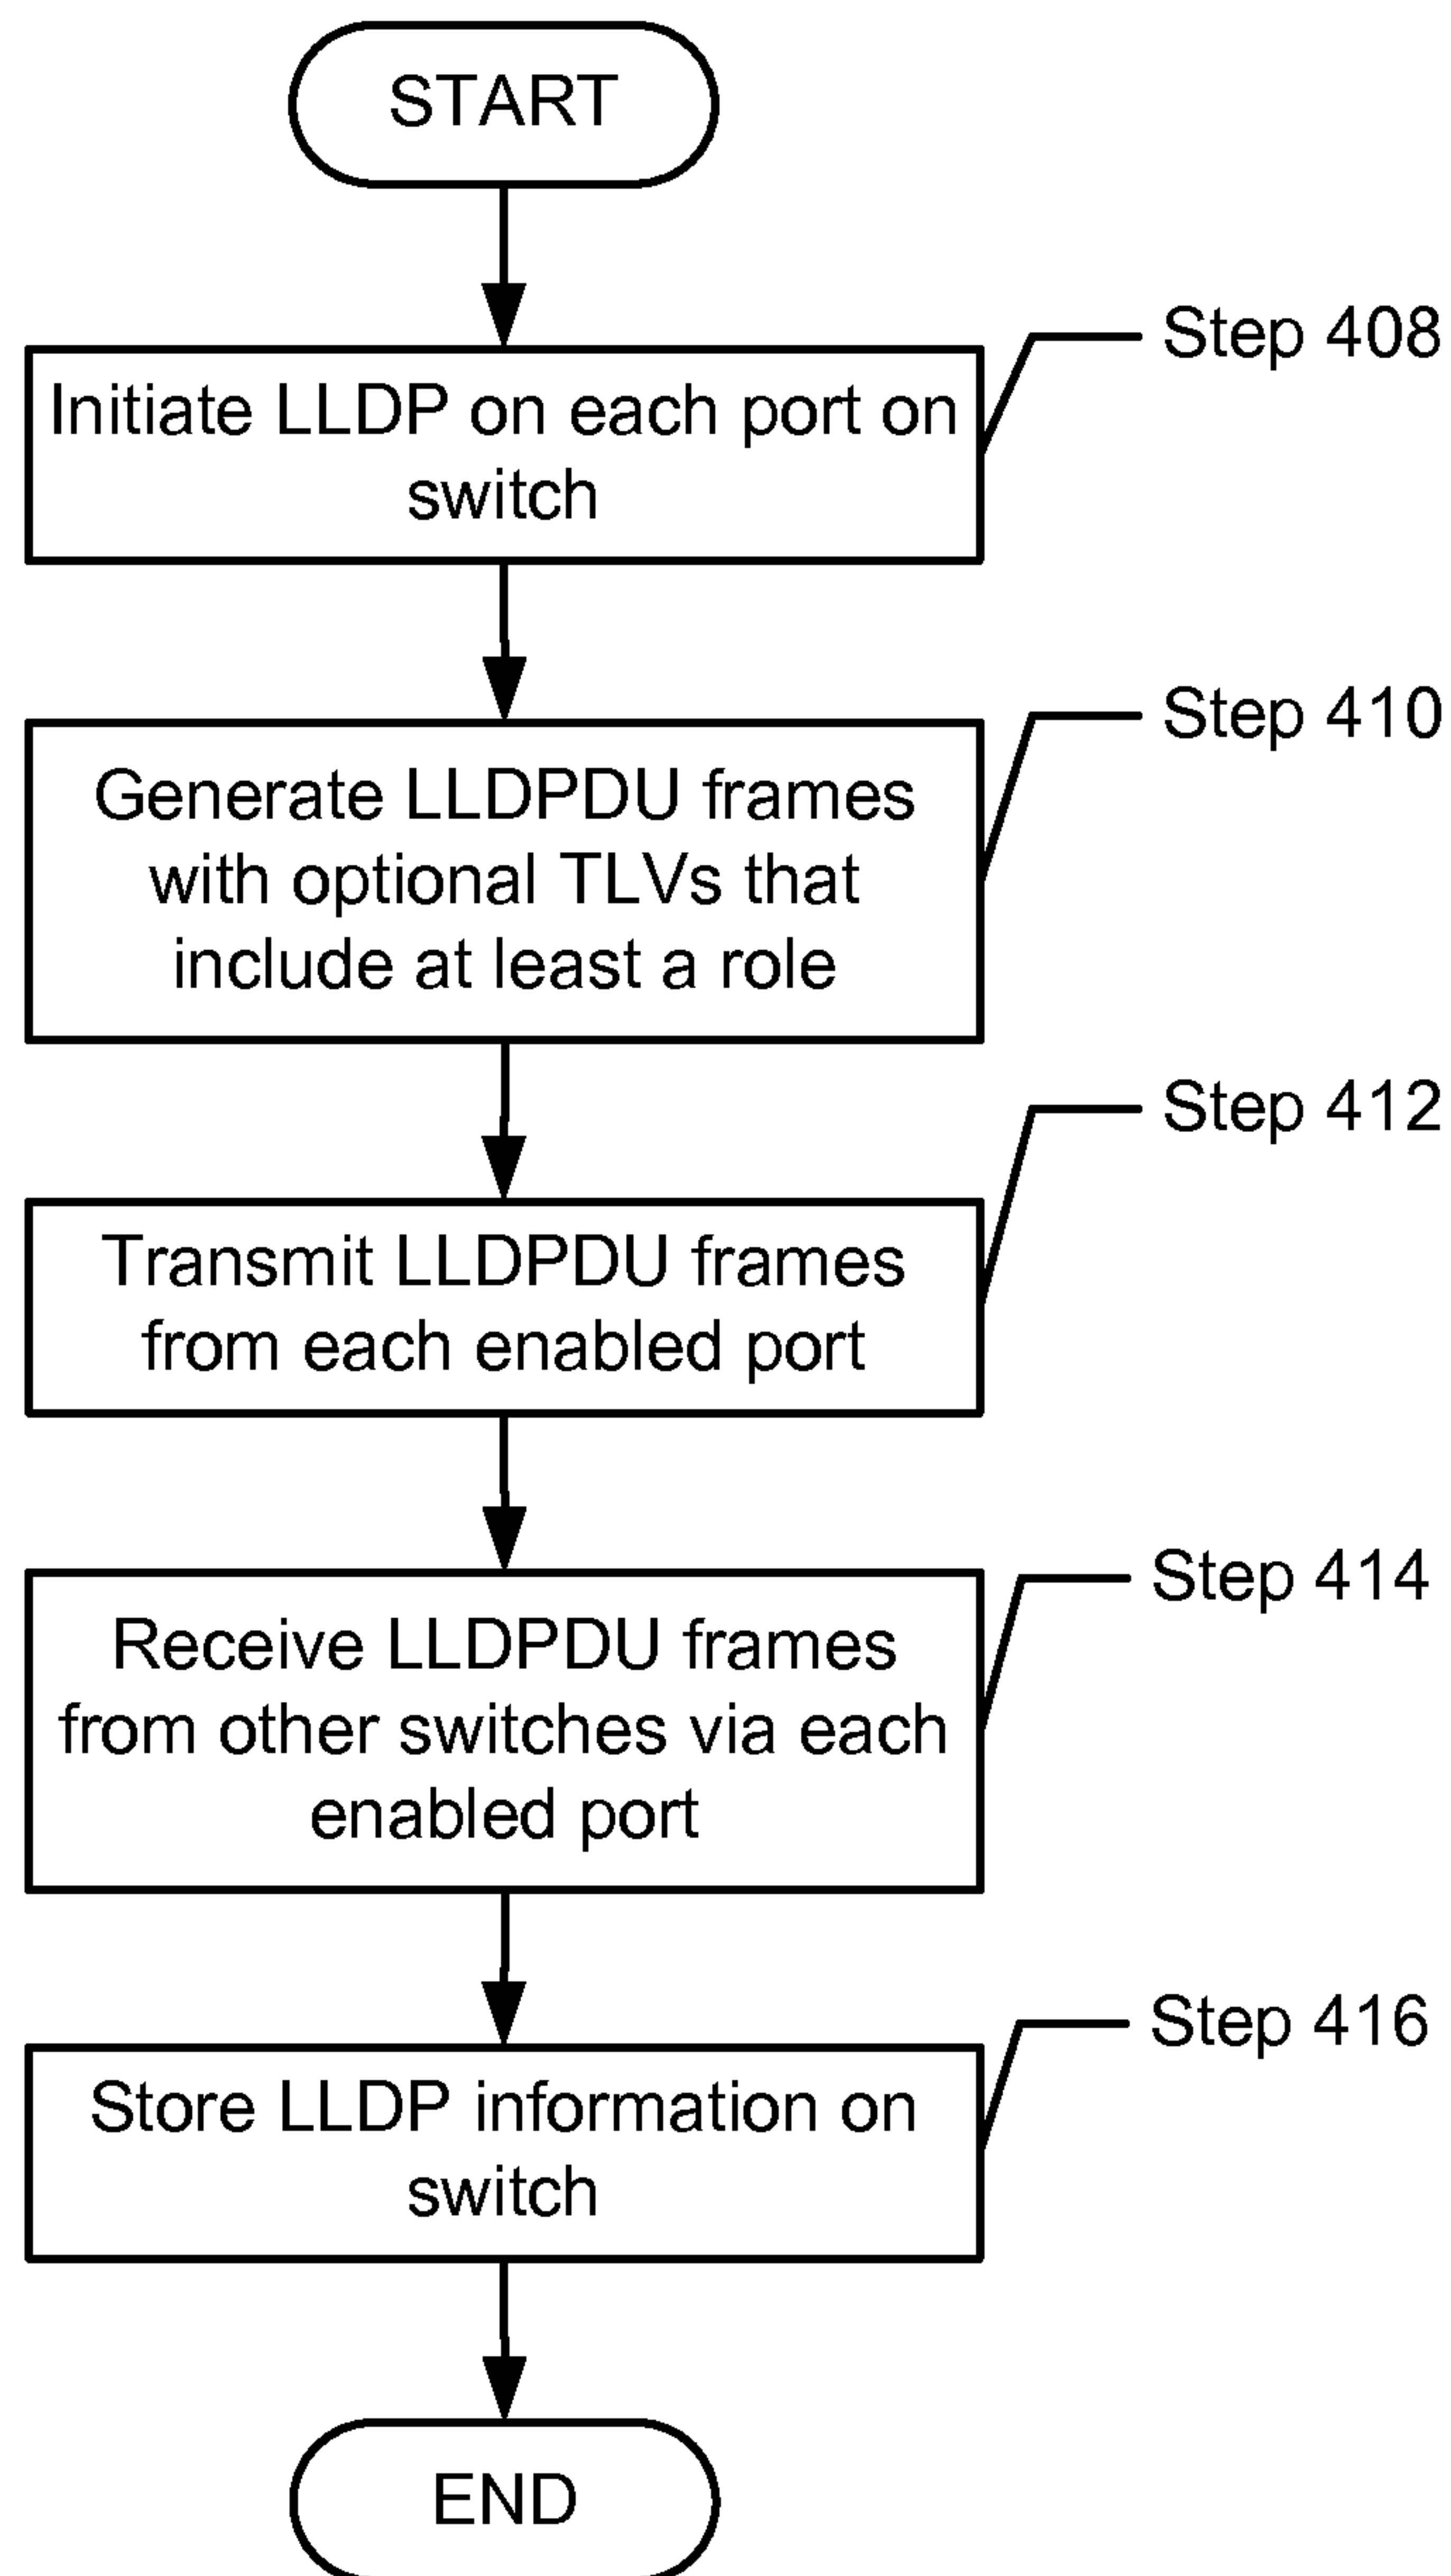 START
Step 408
Initiate LLDP on each port on
switch
Step 410
Generate LLDPDU frames
with optional TLVs that
include at least a role
Step 412
Transmit LLDPDU frames
from each enabled port
Step 414
Receive LLDPDU frames
from other switches via each
enabled port
Step 416
Store LLDP information on
switch
END